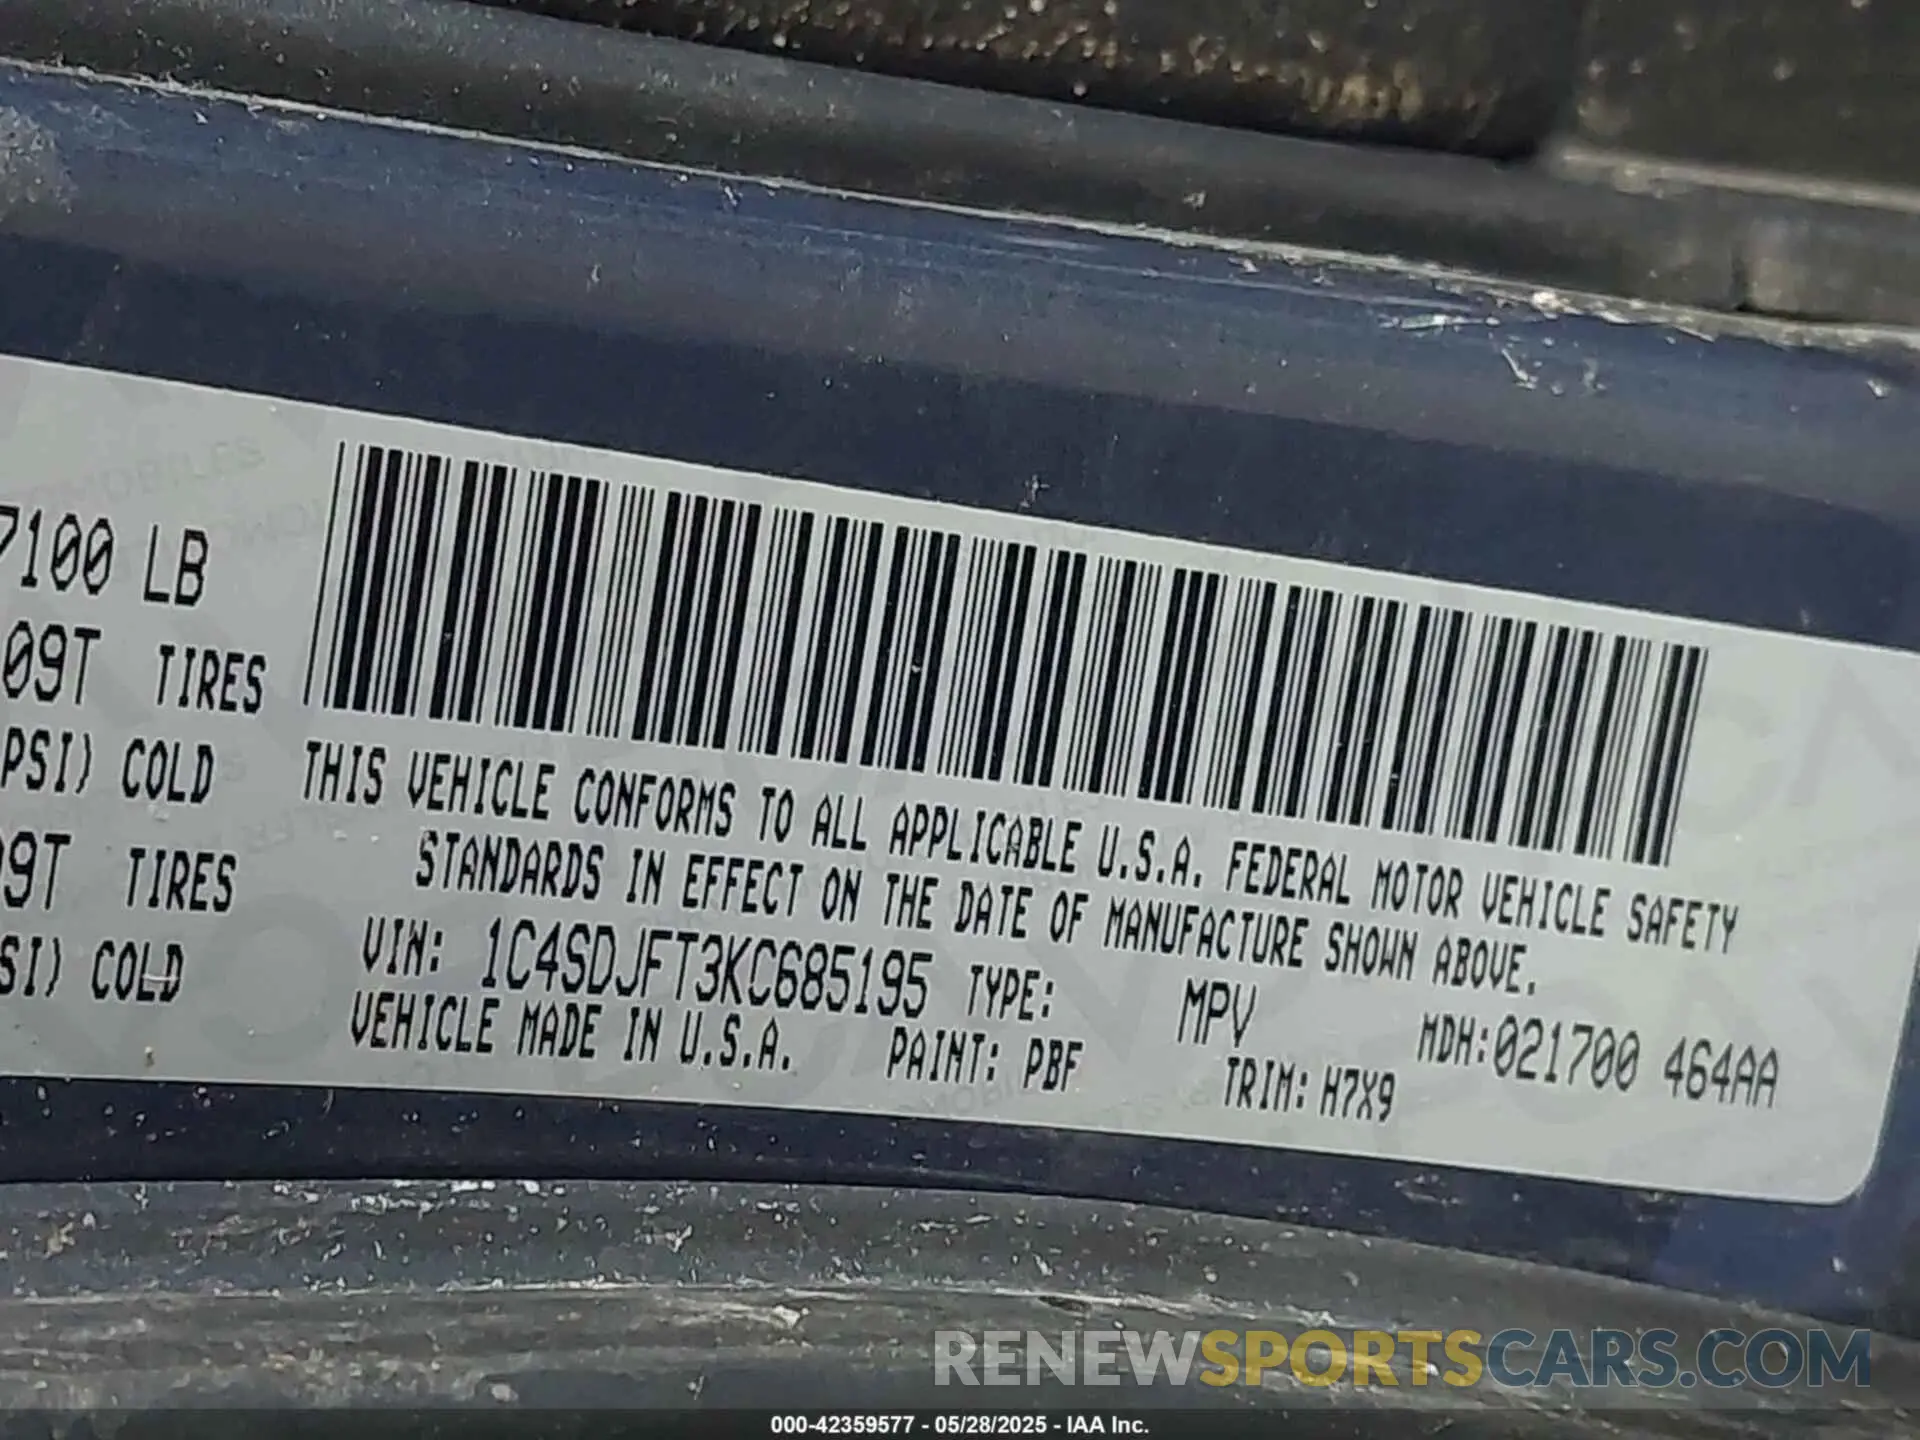 7100 LB
09T TIRES
PSI) COLD
09T TIRES
SI) COLD
THIS VEHICLE CONFORMS TO ALL APPLICABLE U.S.A. FEDERAL MOTOR VEHICLE SAFETY
STANDARDS IN EFFECT ON THE DATE OF MANUFACTURE SHOWN ABOVE.
VIN: 1C4SDJFT3KC685195 TYPE: MPV MDH:021700 464AA
VEHICLE MADE IN U.S.A. PAINT: PBF TRIM: H7X9
RENEWSPORTSCARS.COM
000-42359577 - 05/28/2025 - IAA Inc.